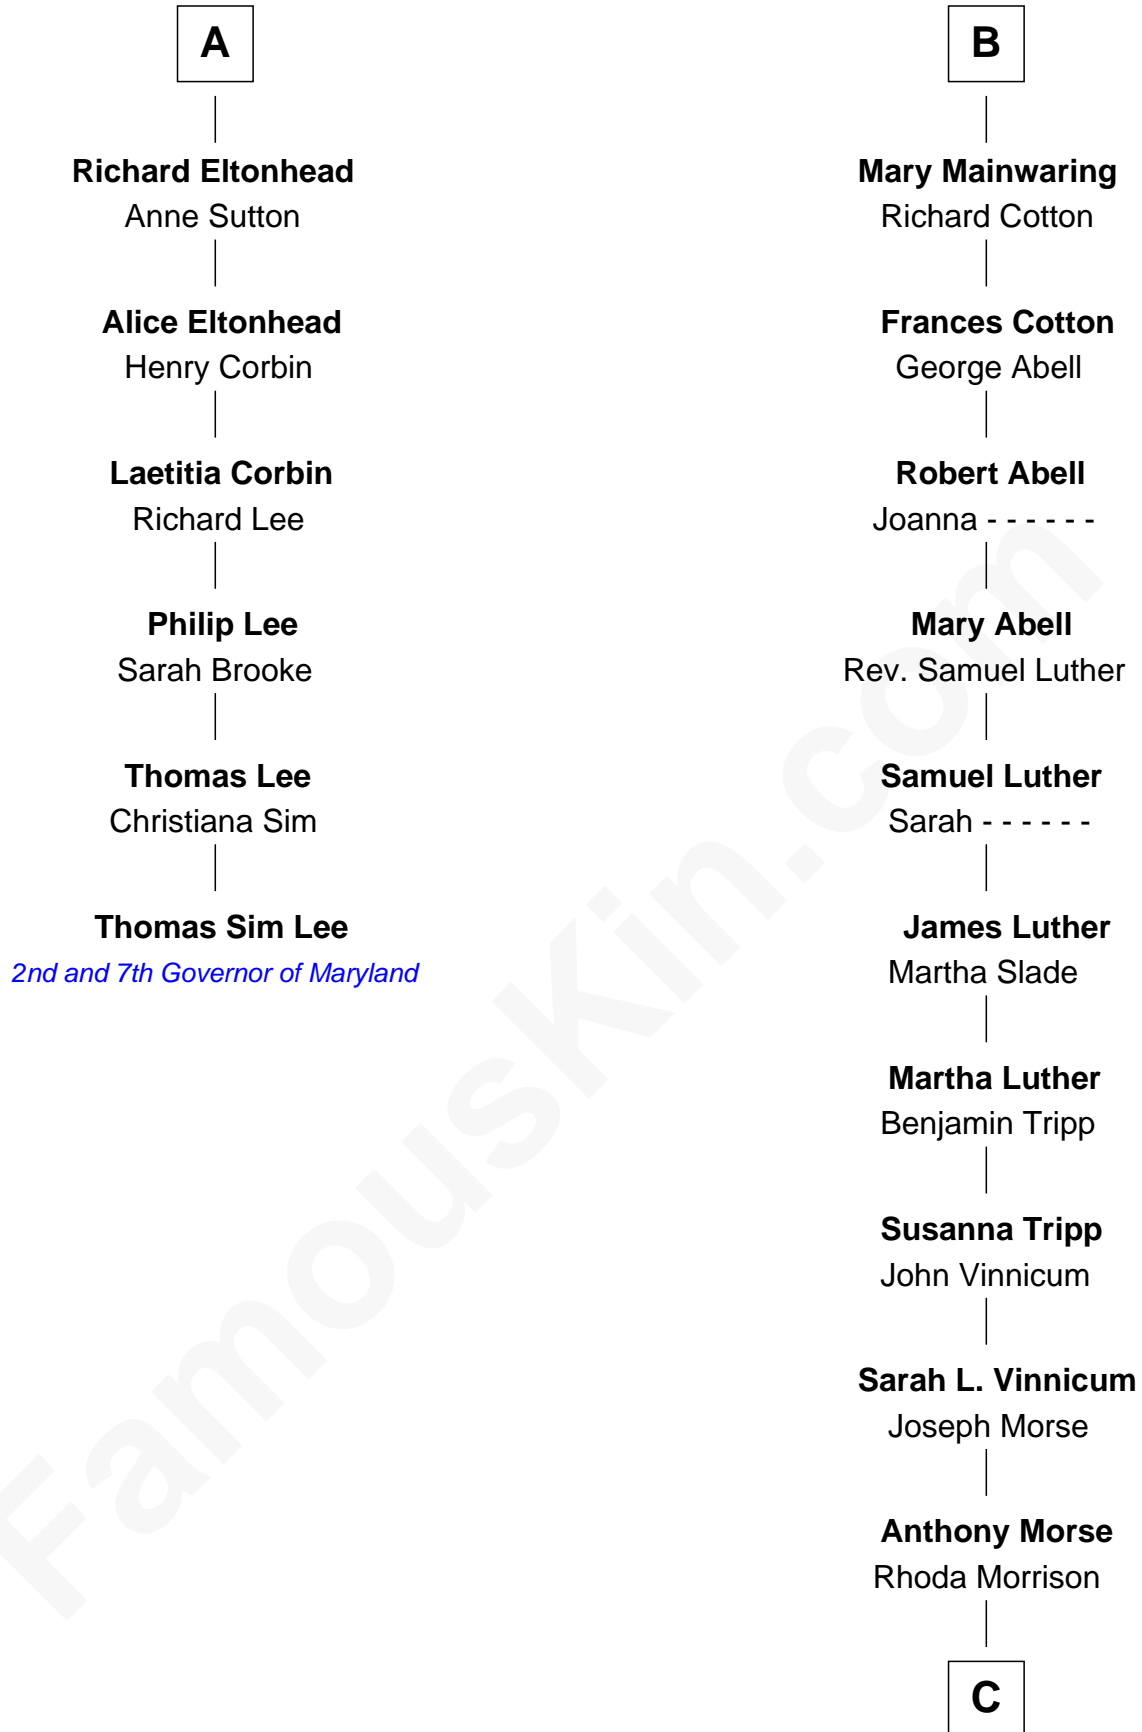 A
Richard Eltonhead
Anne Sutton
Alice Eltonhead
Henry Corbin
Laetitia Corbin
Richard Lee
Philip Lee
Sarah Brooke
Thomas Lee
Christiana Sim
Thomas Sim Lee
2nd and 7th Governor of Maryland
B
Mary Mainwaring
Richard Cotton
Frances Cotton
George Abell
Robert Abell
Joanna - - - - - -
Mary Abell
Rev. Samuel Luther
Samuel Luther
Sarah - - - - - -
James Luther
Martha Slade
Martha Luther
Benjamin Tripp
Susanna Tripp
John Vinnicum
Sarah L. Vinnicum
Joseph Morse
Anthony Morse
Rhoda Morrison
C
FamousKin.com